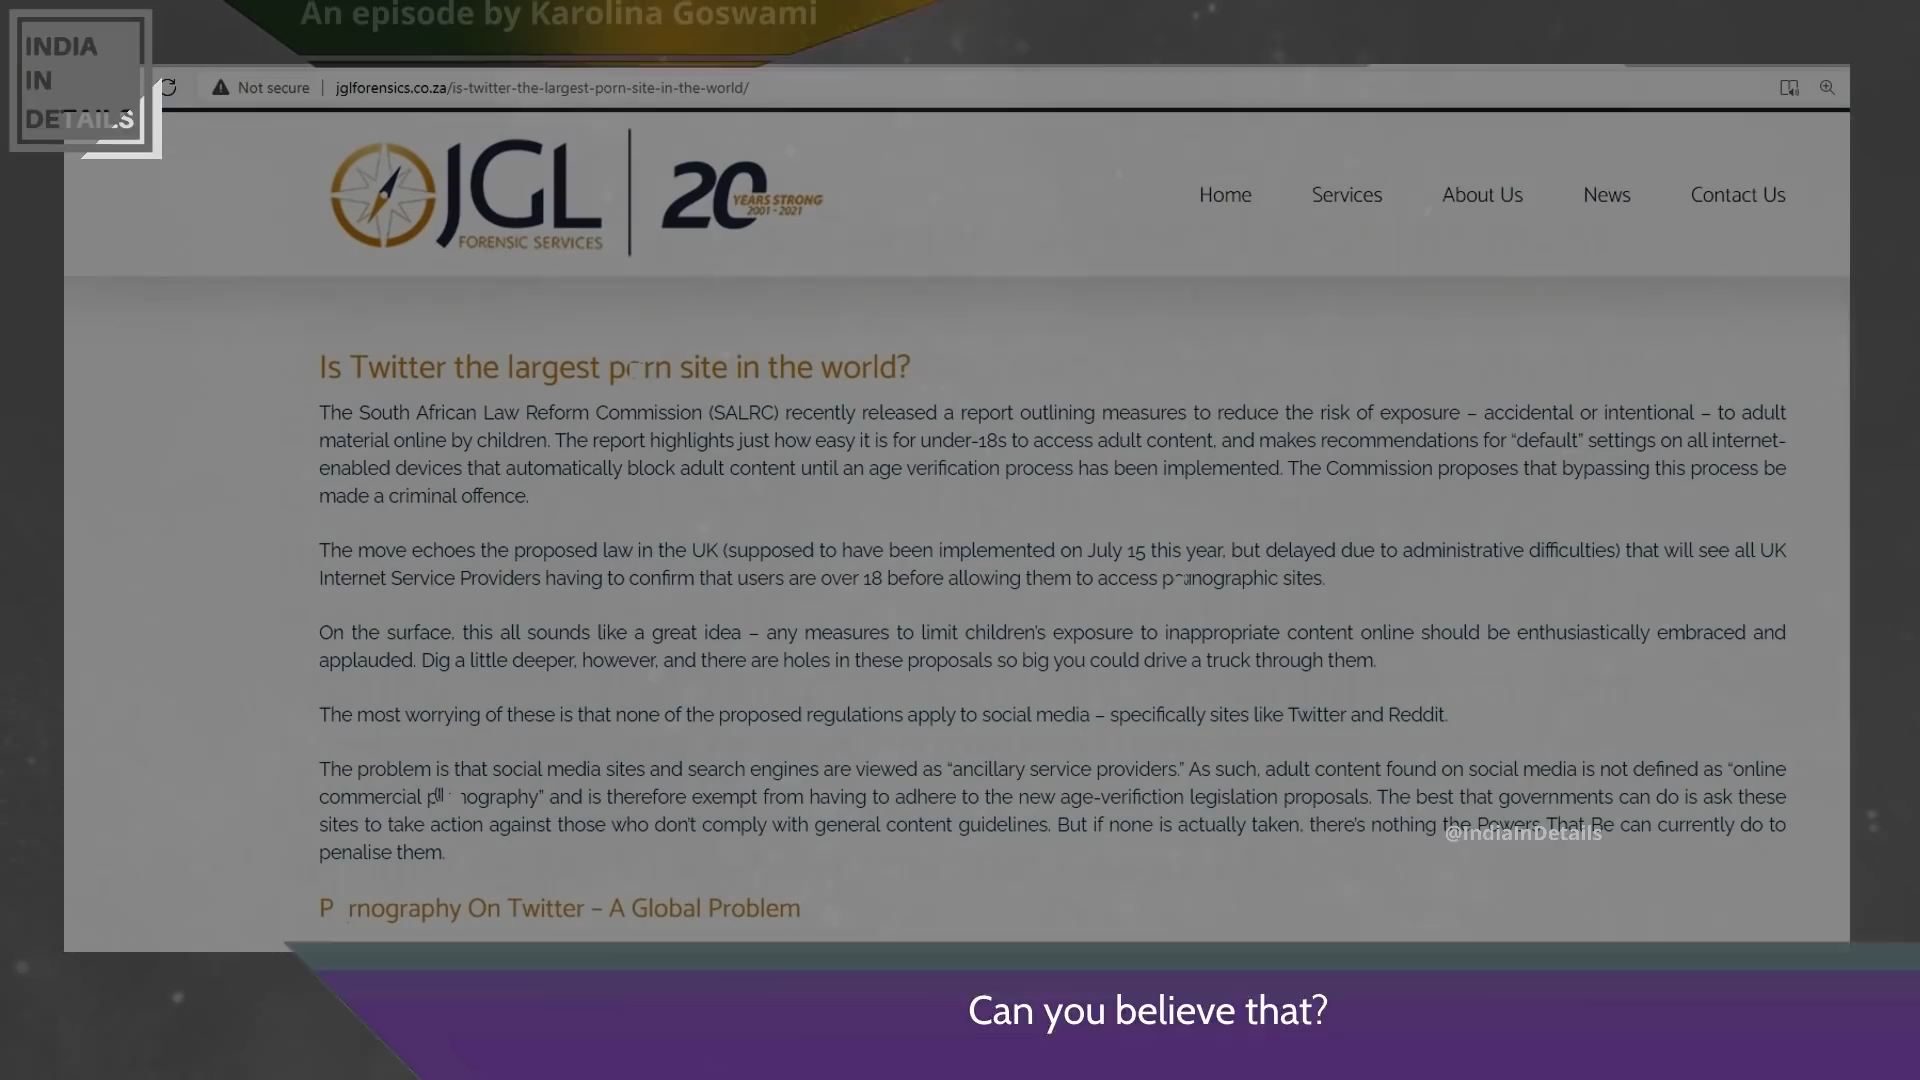 An episode by Karolina Goswami
INDIA
IN
DETAILS
Not secure
jglforensics.co.za/is-twitter-the-largest-porn-site-in-the-world/
JGL
FORENSIC SERVICES
20
YEARS STRONG
2001 - 2021
Home
Services
About Us
News
Contact Us
Is Twitter the largest p rn site in the world?
The South African Law Reform Commission (SALRC) recently released a report outlining measures to reduce the risk of exposure – accidental or intentional – to adult
material online by children. The report highlights just how easy it is for under-18s to access adult content, and makes recommendations for “default” settings on all internet-
enabled devices that automatically block adult content until an age verification process has been implemented. The Commission proposes that bypassing this process be
made a criminal offence.
The move echoes the proposed law in the UK (supposed to have been implemented on July 15 this year, but delayed due to administrative difficulties) that will see all UK
Internet Service Providers having to confirm that users are over 18 before allowing them to access p nographic sites.
On the surface, this all sounds like a great idea – any measures to limit children's exposure to inappropriate content online should be enthusiastically embraced and
applauded. Dig a little deeper, however, and there are holes in these proposals so big you could drive a truck through them.
The most worrying of these is that none of the proposed regulations apply to social media – specifically sites like Twitter and Reddit.
The problem is that social media sites and search engines are viewed as “ancillary service providers.” As such, adult content found on social media is not defined as “online
commercial p nography” and is therefore exempt from having to adhere to the new age-verifiction legislation proposals. The best that governments can do is ask these
sites to take action against those who don't comply with general content guidelines. But if none is actually taken, there's nothing the Powers That Be can currently do to
penalise them.
@IndiaInDetails
P rnography On Twitter – A Global Problem
Can you believe that?